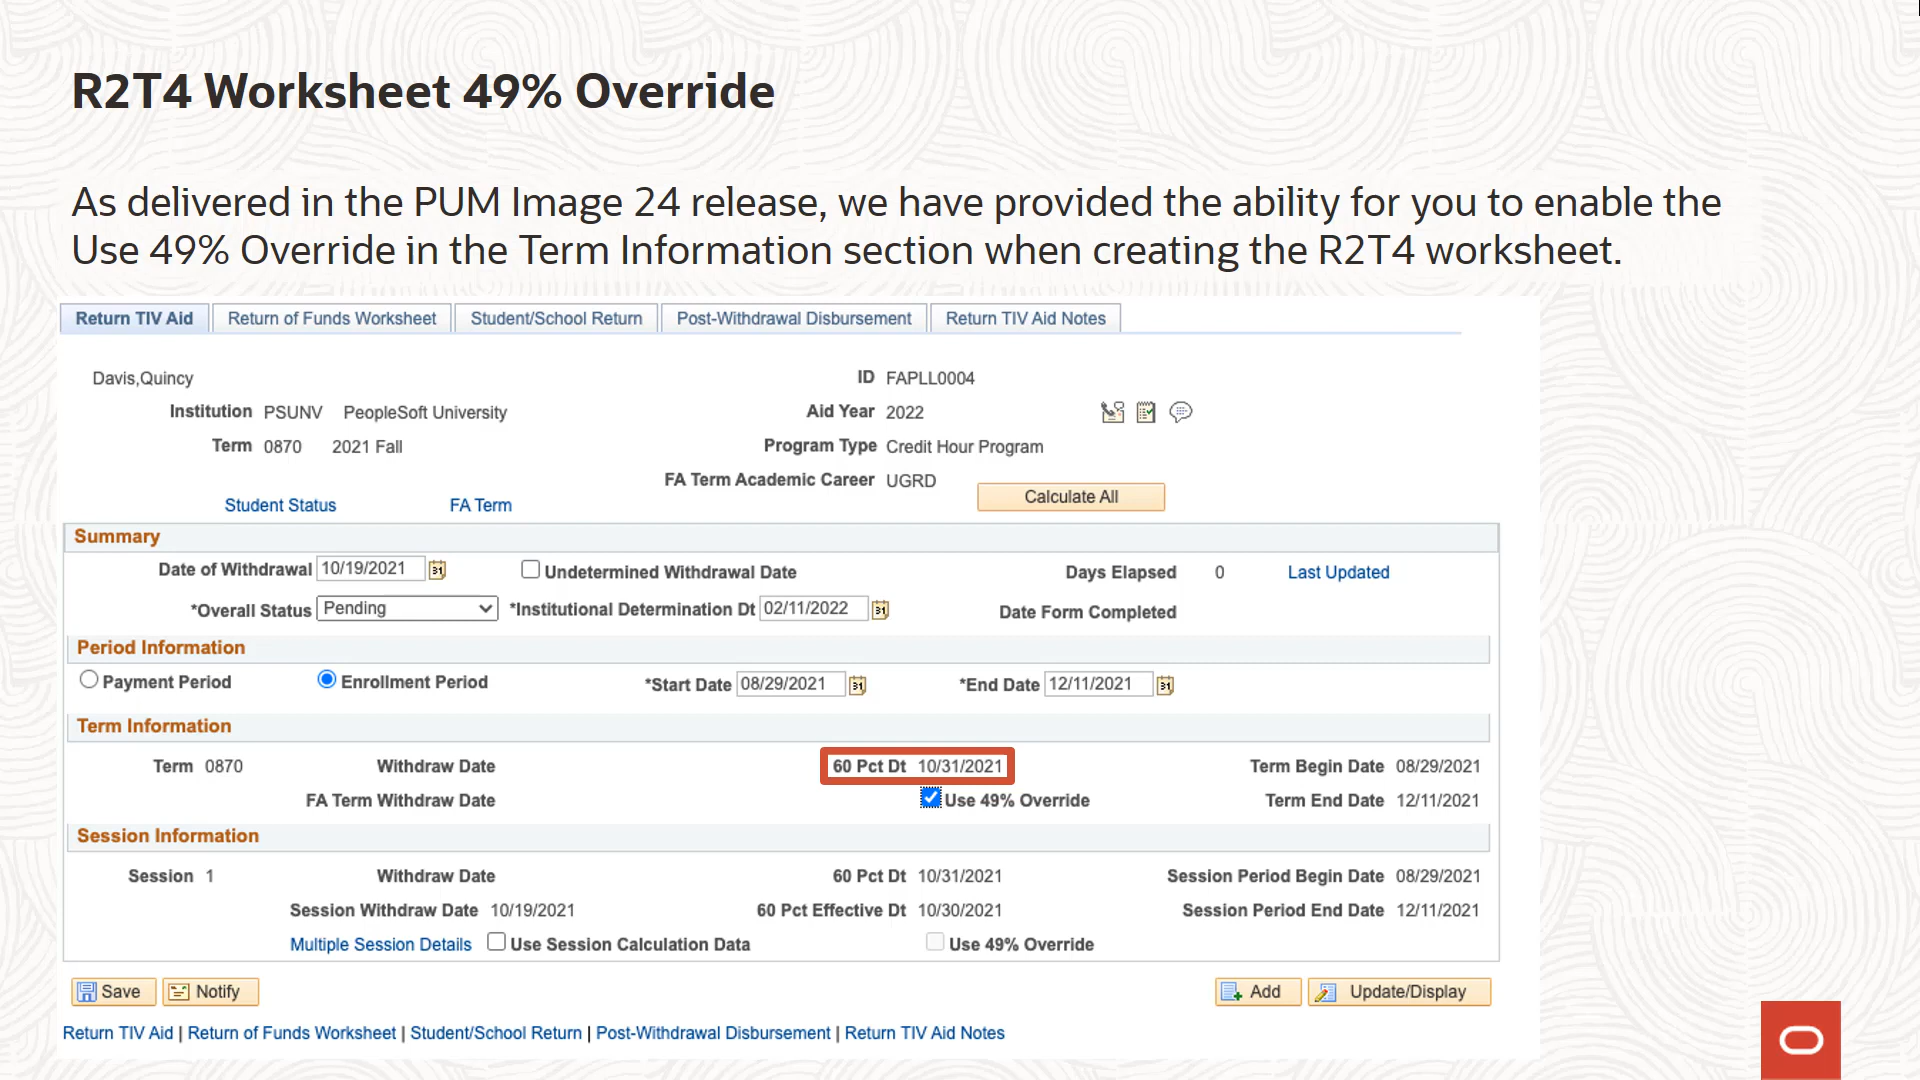 R2T4 Worksheet 49% Override
As delivered in the PUM Image 24 release, we have provided the ability for you to enable the
Use 49% Override in the Term Information section when creating the R2T4 worksheet.
Return TIV Aid Return of Funds Worksheet Student/School Return Post-Withdrawal Disbursement Return TIV Aid Notes
Davis,Quincy ID FAPLL0004
Institution PSUNV PeopleSoft University Aid Year 2022
Term 0870 2021 Fall Program Type Credit Hour Program
FA Term Academic Career UGRD
Student Status FA Term Calculate All
Summary
Date of Withdrawal 10/19/2021 31 Undetermined Withdrawal Date Days Elapsed 0 Last Updated
*Overall Status Pending *Institutional Determination Dt 02/11/2022 31 Date Form Completed
Period Information
Payment Period Enrollment Period *Start Date 08/29/2021 31 *End Date 12/11/2021 31
Term Information
Term 0870 Withdraw Date 60 Pct Dt 10/31/2021 Term Begin Date 08/29/2021
FA Term Withdraw Date Use 49% Override Term End Date 12/11/2021
Session Information
Session 1 Withdraw Date 60 Pct Dt 10/31/2021 Session Period Begin Date 08/29/2021
Session Withdraw Date 10/19/2021 60 Pct Effective Dt 10/30/2021 Session Period End Date 12/11/2021
Multiple Session Details Use Session Calculation Data Use 49% Override
Save Notify Add Update/Display
Return TIV Aid | Return of Funds Worksheet | Student/School Return | Post-Withdrawal Disbursement | Return TIV Aid Notes